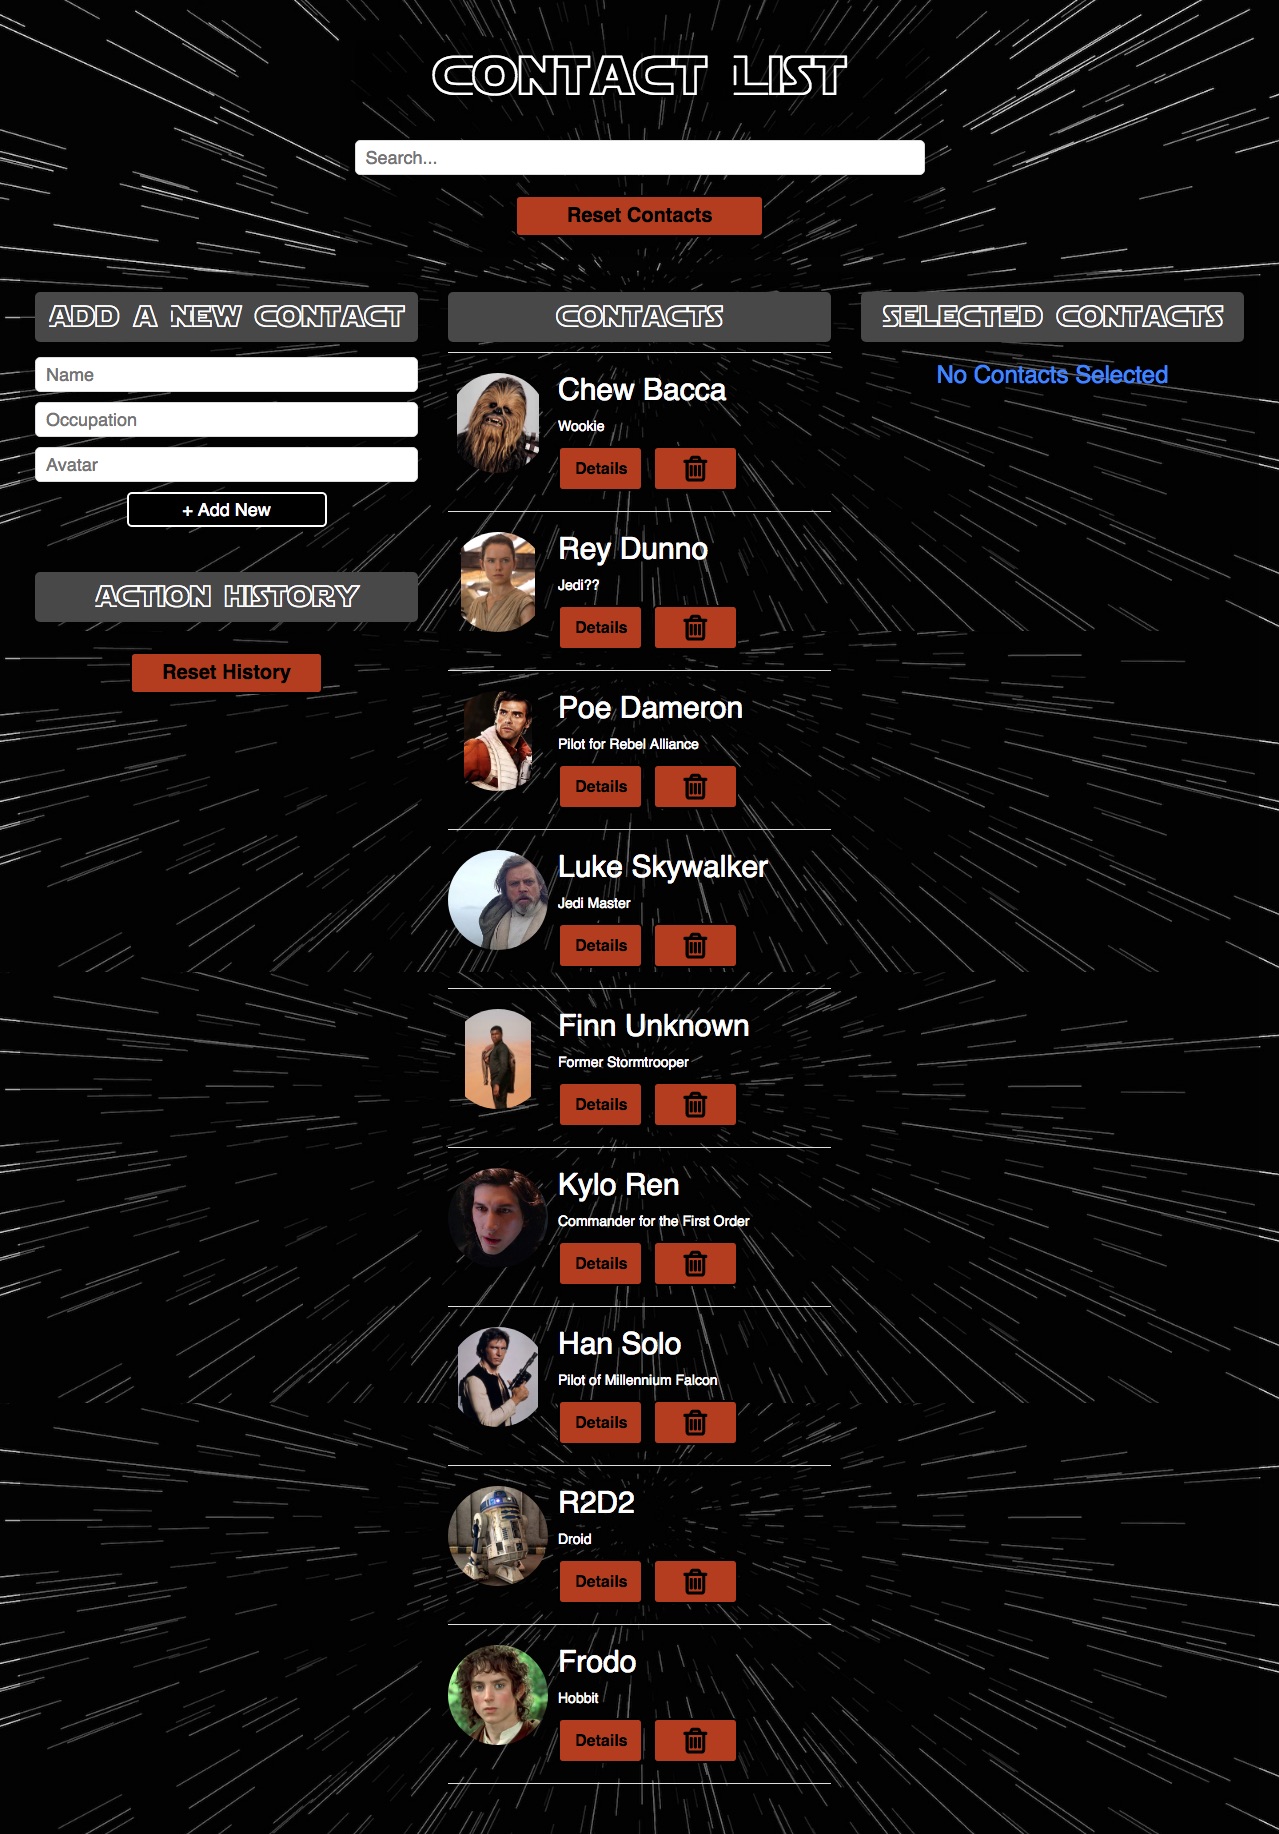 CONTACT LIST
Search...
Reset Contacts
ADD A NEW CONTACT
Name
Occupation
Avatar
+ Add New
ACTION HISTORY
Reset History
CONTACTS
Chew Bacca
Wookie
Details
Rey Dunno
Jedi??
Details
Poe Dameron
Pilot for Rebel Alliance
Details
Luke Skywalker
Jedi Master
Details
Finn Unknown
Former Stormtrooper
Details
Kylo Ren
Commander for the First Order
Details
Han Solo
Pilot of Millennium Falcon
Details
R2D2
Droid
Details
Frodo
Hobbit
Details
SELECTED CONTACTS
No Contacts Selected